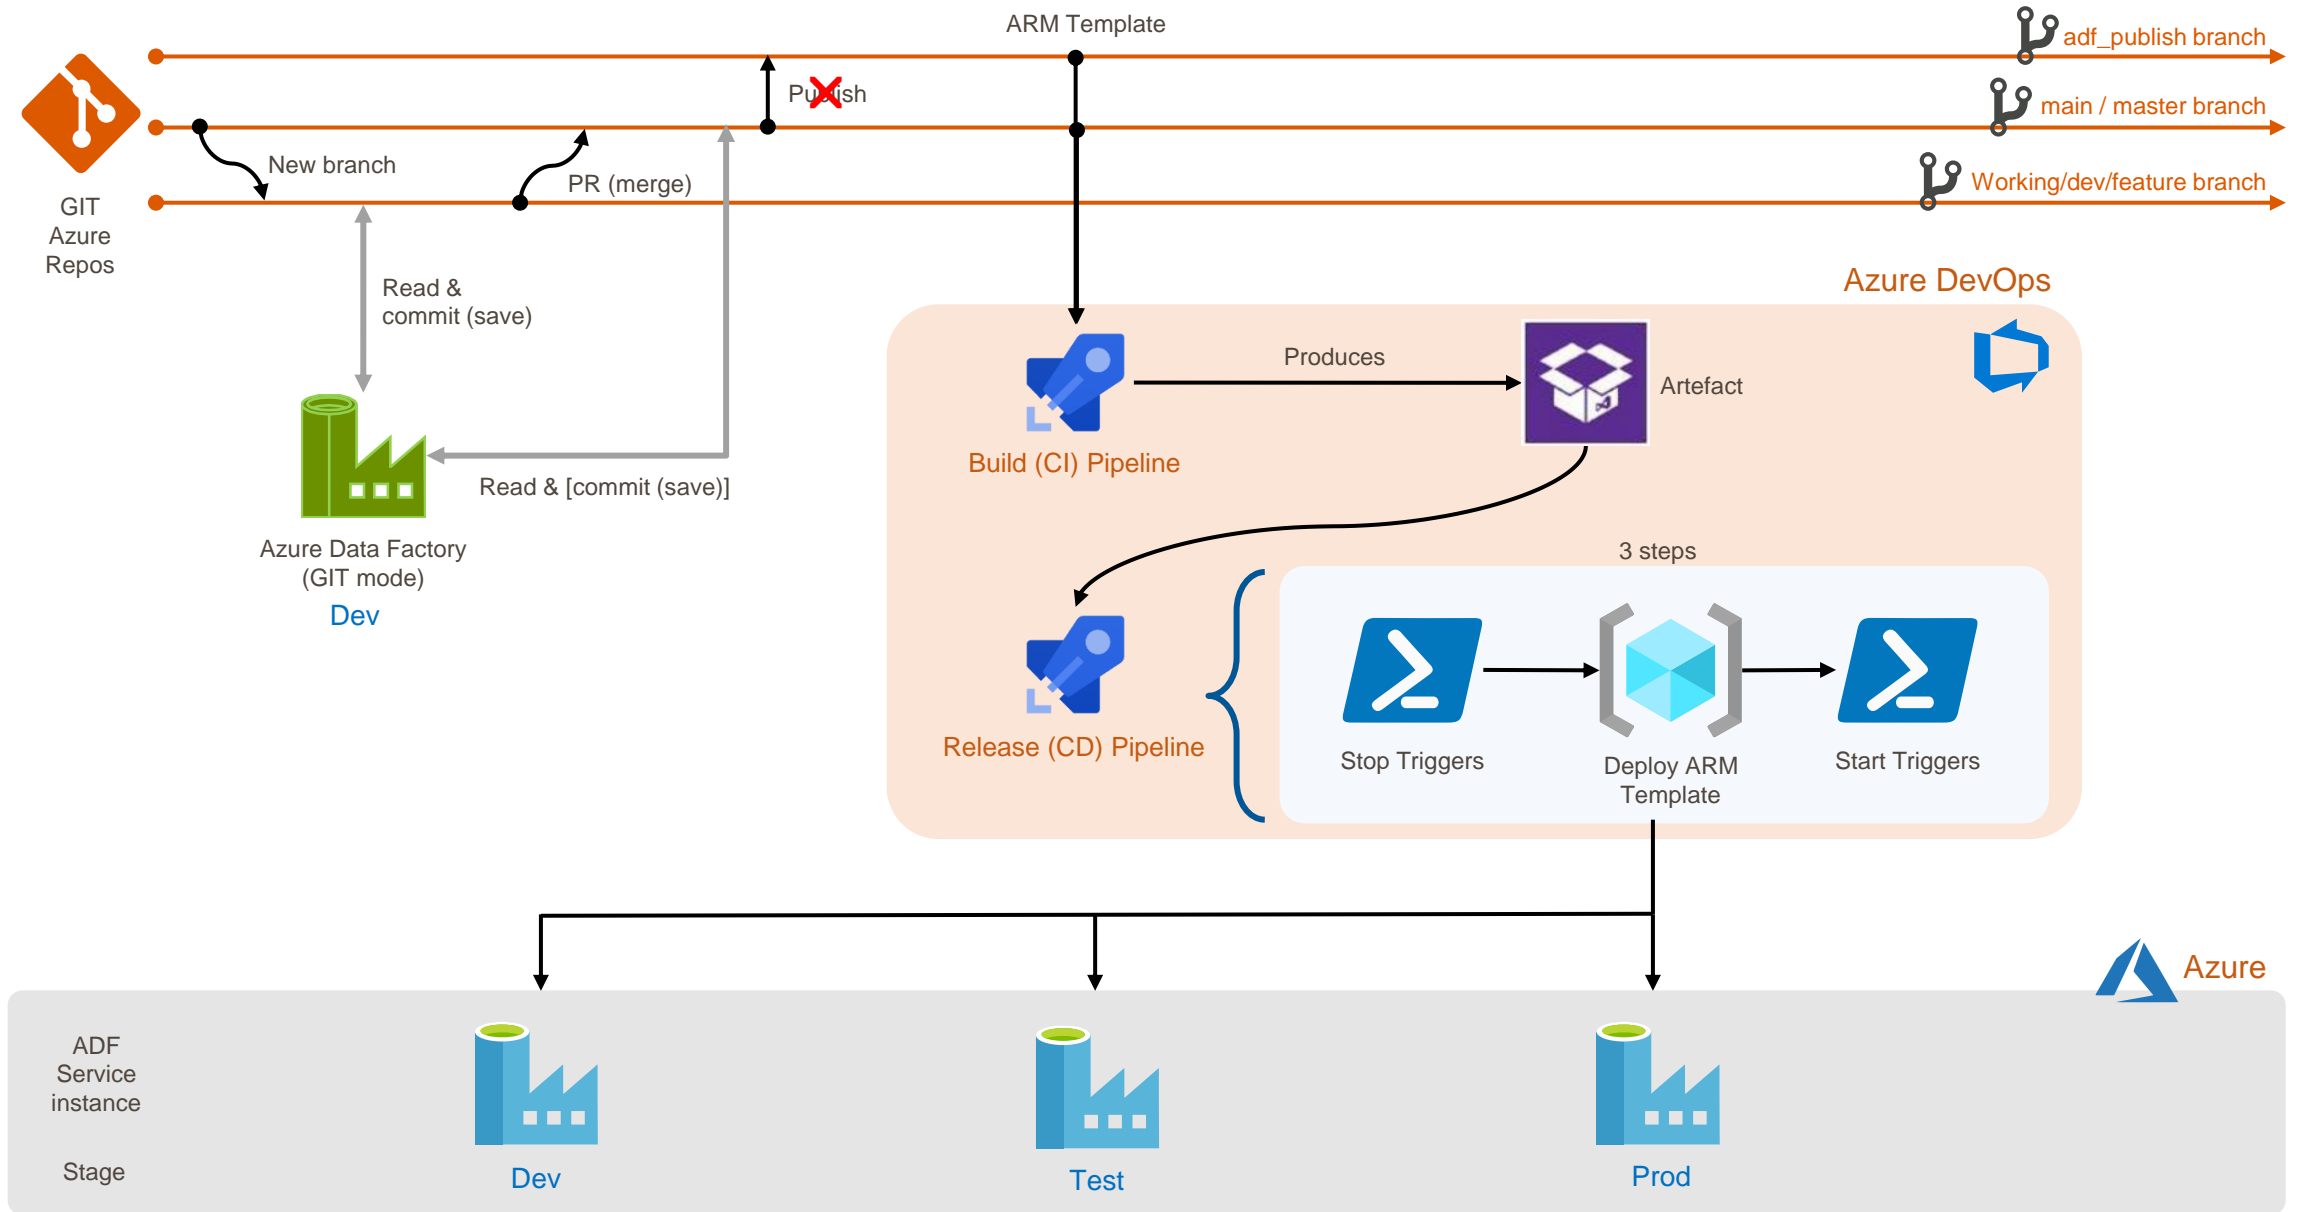 ARM Template
adf_publish branch
Publish
main / master branch
New branch
PR (merge)
Working/dev/feature branch
GIT
Azure
Repos
Read &
commit (save)
Azure DevOps
Produces
Artefact
Build (CI) Pipeline
Read & [commit (save)]
Azure Data Factory
(GIT mode)
Dev
3 steps
Release (CD) Pipeline
Stop Triggers
Deploy ARM
Template
Start Triggers
Azure
ADF
Service
instance
Stage
Dev
Test
Prod